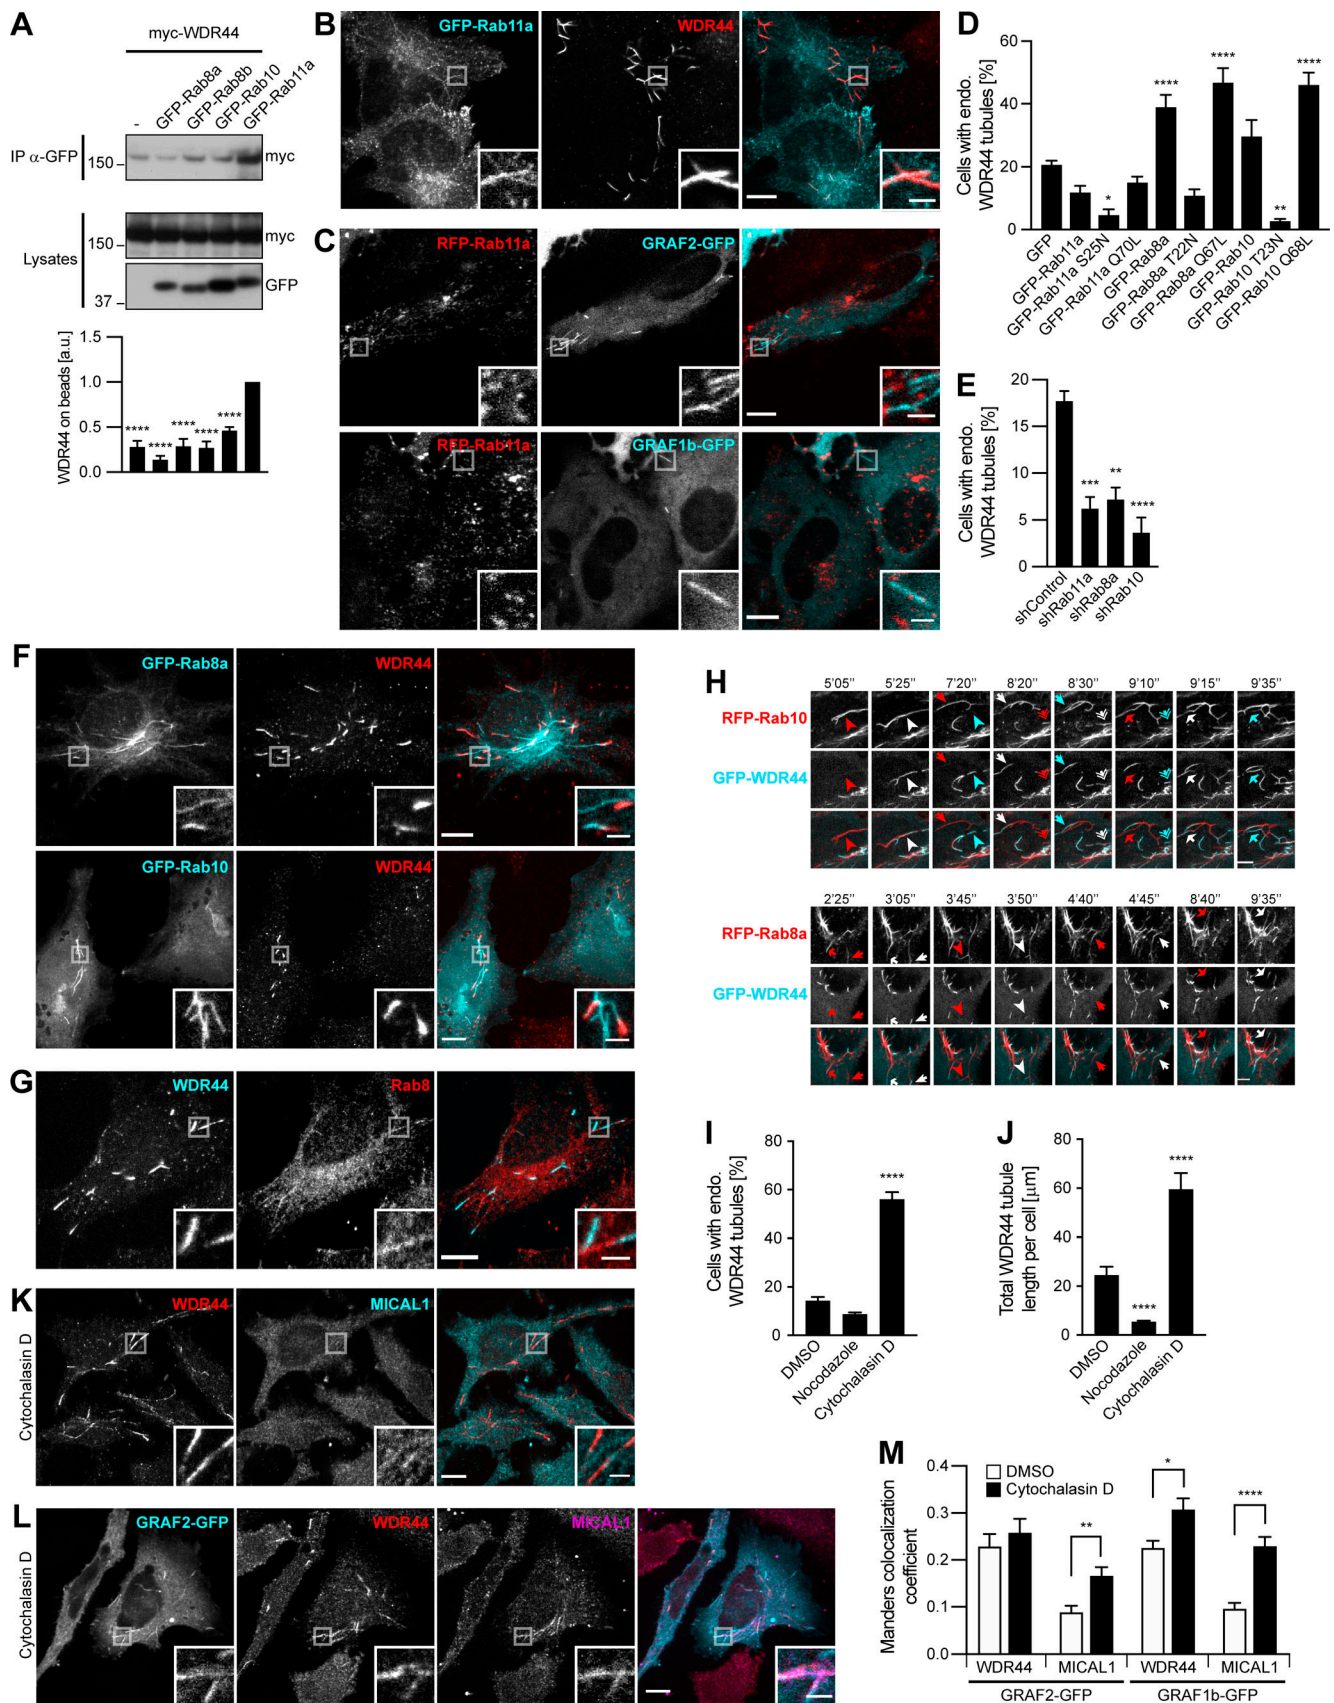 A
myc-WDR44
-
GFP-Rab8a
GFP-Rab8b
GFP-Rab10
GFP-Rab11a
IP α-GFP
150
myc
Lysates
150
myc
37
GFP
WDR44 on beads [a.u.]
1.5
1.0
0.5
0.0
****
****
****
****
****
B
GFP-Rab11a
WDR44
C
RFP-Rab11a
GRAF2-GFP
RFP-Rab11a
GRAF1b-GFP
D
Cells with endo.
WDR44 tubules [%]
60
40
20
0
*
****
****
**
****
GFP
GFP-Rab11a
GFP-Rab11a S25N
GFP-Rab11a Q70L
GFP-Rab8a
GFP-Rab8a T22N
GFP-Rab8a Q67L
GFP-Rab10
GFP-Rab10 T23N
GFP-Rab10 Q68L
E
Cells with endo.
WDR44 tubules [%]
20
15
10
5
0
***
**
****
shControl
shRab11a
shRab8a
shRab10
F
GFP-Rab8a
WDR44
GFP-Rab10
WDR44
G
WDR44
Rab8
H
5'05’’
5'25’’
7'20’’
8'20’’
8'30’’
9'10’’
9'15’’
9'35’’
RFP-Rab10
GFP-WDR44
2'25’’
3'05’’
3'45’’
3'50’’
4'40’’
4'45’’
8'40’’
9'35’’
RFP-Rab8a
GFP-WDR44
I
Cells with endo.
WDR44 tubules [%]
80
60
40
20
0
****
DMSO
Nocodazole
Cytochalasin D
J
Total WDR44 tubule
length per cell [µm]
80
60
40
20
0
****
****
DMSO
Nocodazole
Cytochalasin D
K
Cytochalasin D
WDR44
MICAL1
L
Cytochalasin D
GRAF2-GFP
WDR44
MICAL1
M
Manders colocalization
coefficient
0.4
0.3
0.2
0.1
0.0
DMSO
Cytochalasin D
**
*
****
WDR44
MICAL1
WDR44
MICAL1
GRAF2-GFP
GRAF1b-GFP